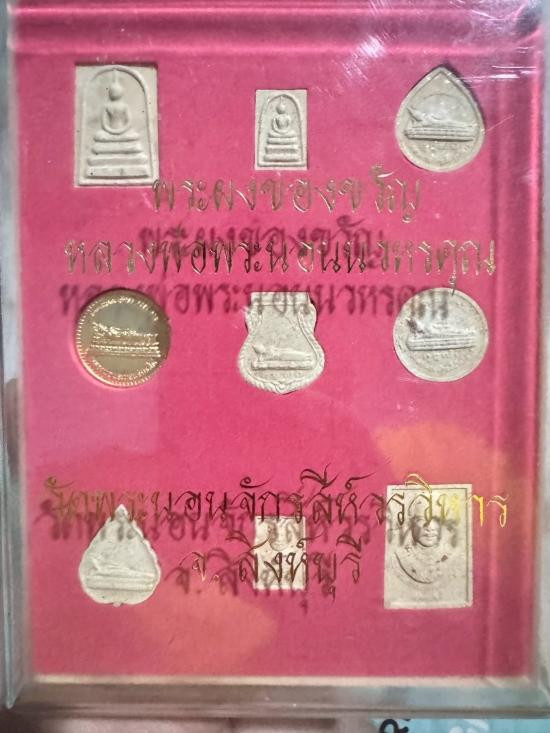 พระผงของขวัญ
หลวงพ่อพระนอนนวหรคุณ
วัดพระนอนจักรสีห์วรวิหาร
จ.สิงห์บุรี